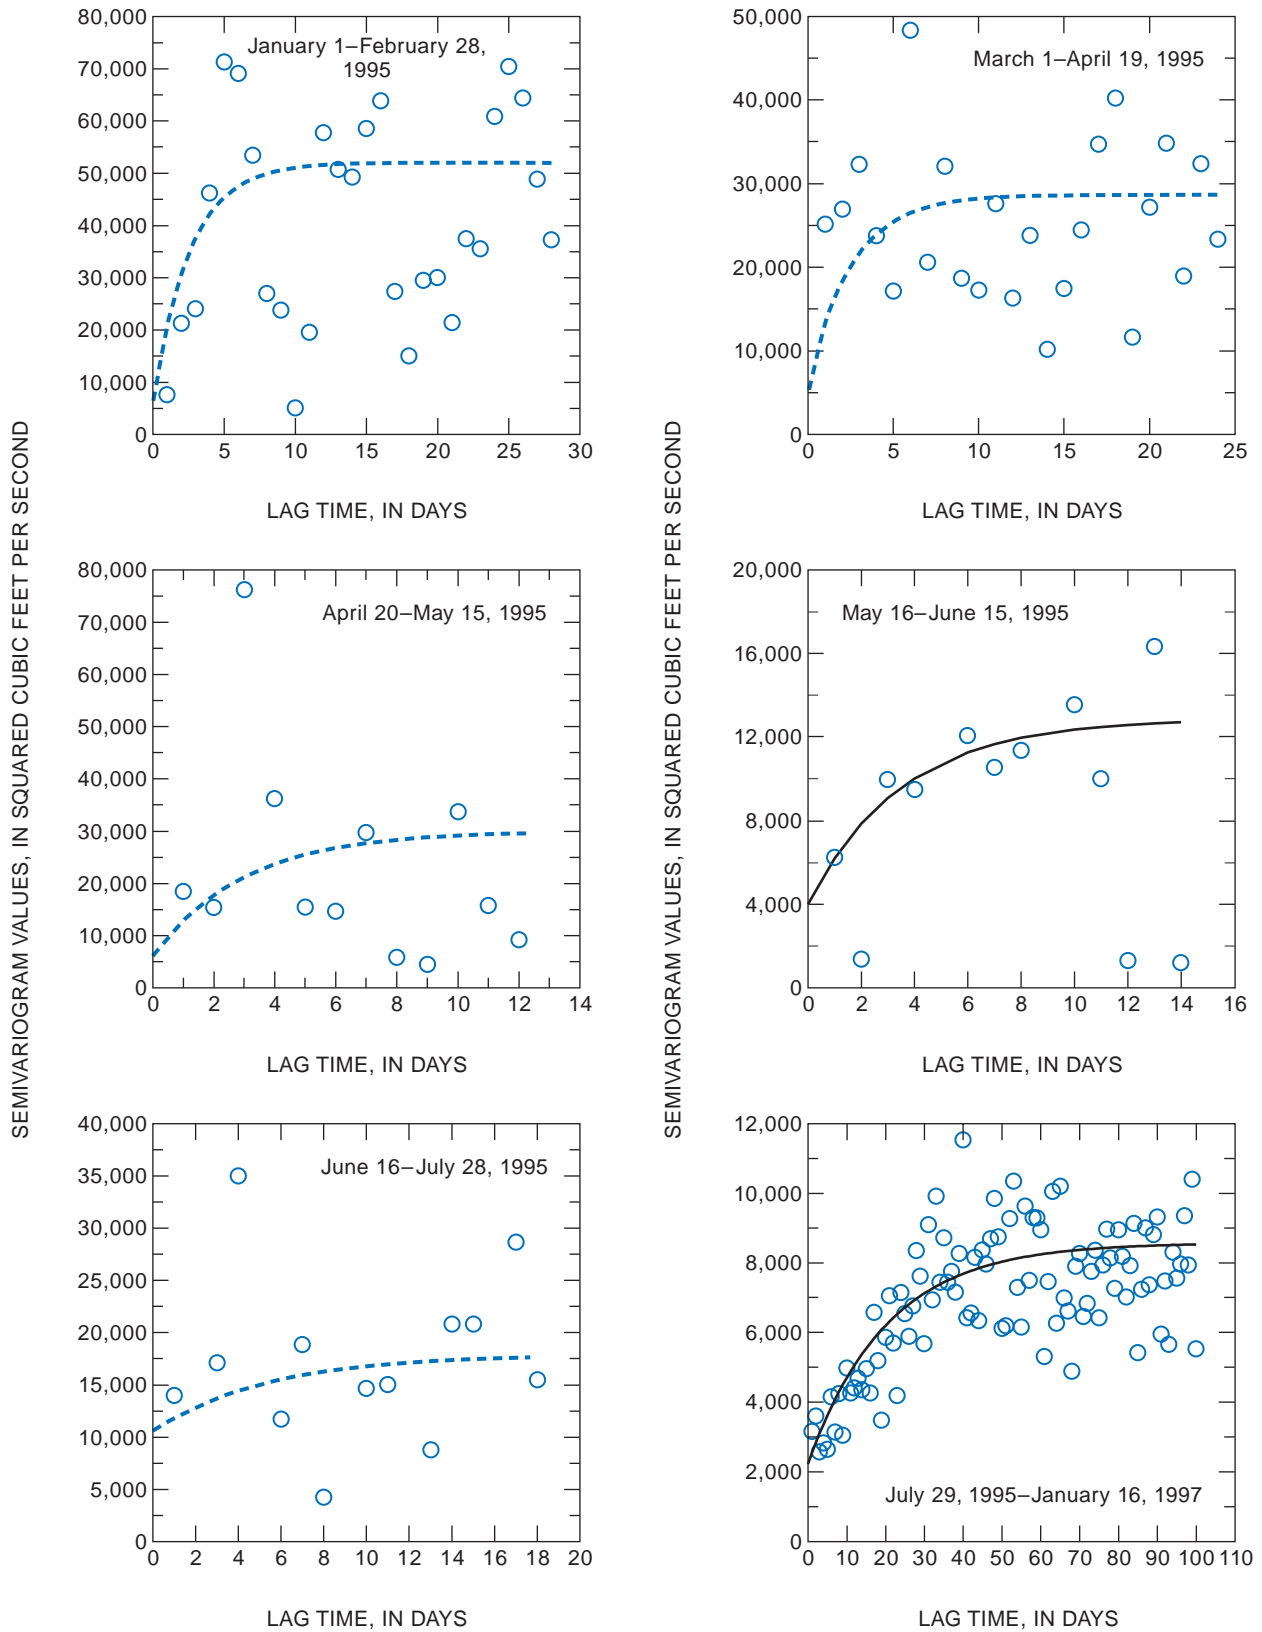 SEMIVARIOGRAM VALUES, IN SQUARED CUBIC FEET PER SECOND
80,000
70,000
60,000
50,000
40,000
30,000
20,000
10,000
0
January 1–February 28,
1995
0 5 10 15 20 25 30
LAG TIME, IN DAYS
SEMIVARIOGRAM VALUES, IN SQUARED CUBIC FEET PER SECOND
50,000
40,000
30,000
20,000
10,000
0
March 1–April 19, 1995
0 5 10 15 20 25
LAG TIME, IN DAYS
80,000
70,000
60,000
50,000
40,000
30,000
20,000
10,000
0
April 20–May 15, 1995
0 2 4 6 8 10 12 14
LAG TIME, IN DAYS
20,000
16,000
12,000
8,000
4,000
0
May 16–June 15, 1995
0 2 4 6 8 10 12 14 16
LAG TIME, IN DAYS
40,000
35,000
30,000
25,000
20,000
15,000
10,000
5,000
0
June 16–July 28, 1995
0 2 4 6 8 10 12 14 16 18 20
LAG TIME, IN DAYS
12,000
10,000
8,000
6,000
4,000
2,000
0
July 29, 1995–January 16, 1997
0 10 20 30 40 50 60 70 80 90 100 110
LAG TIME, IN DAYS